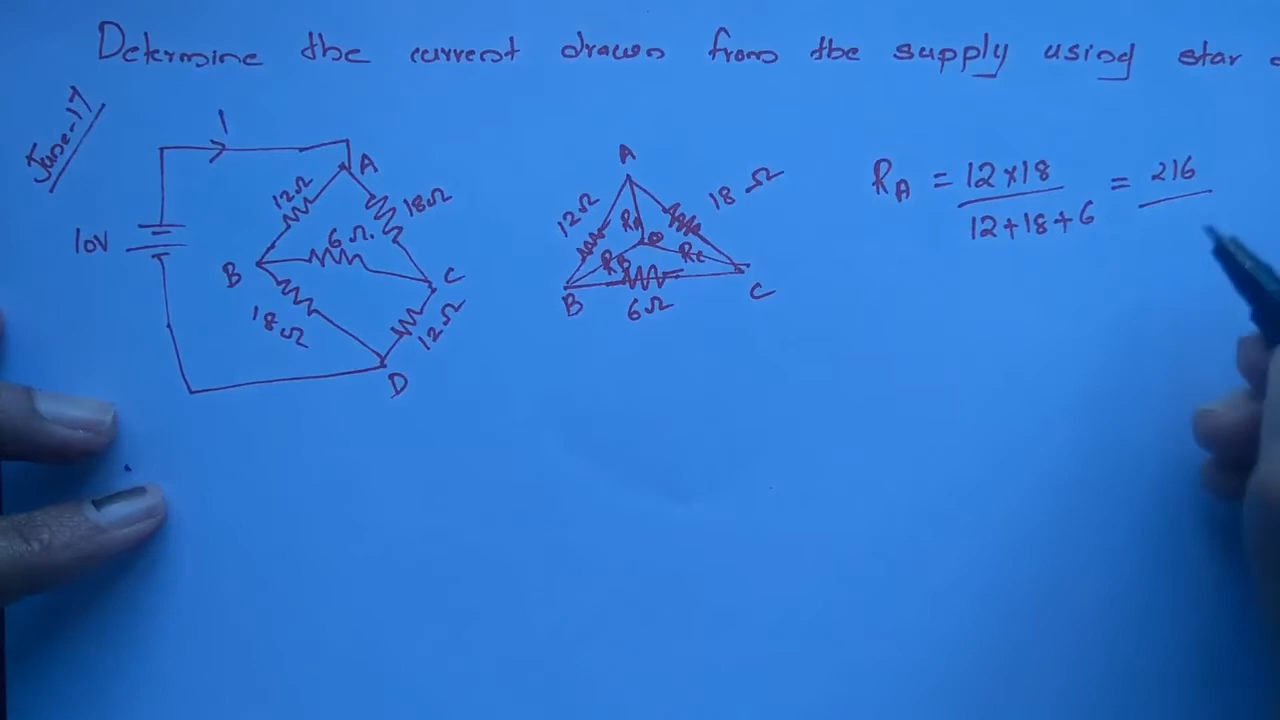 Determine the current drawn from the supply using star
June-17
I
A
12Ω
18Ω
10V
6Ω
B
C
18Ω
12Ω
D
A
12Ω
18Ω
RA
RB
RC
B
6Ω
C
RA = 12×18 = 216
12+18+6